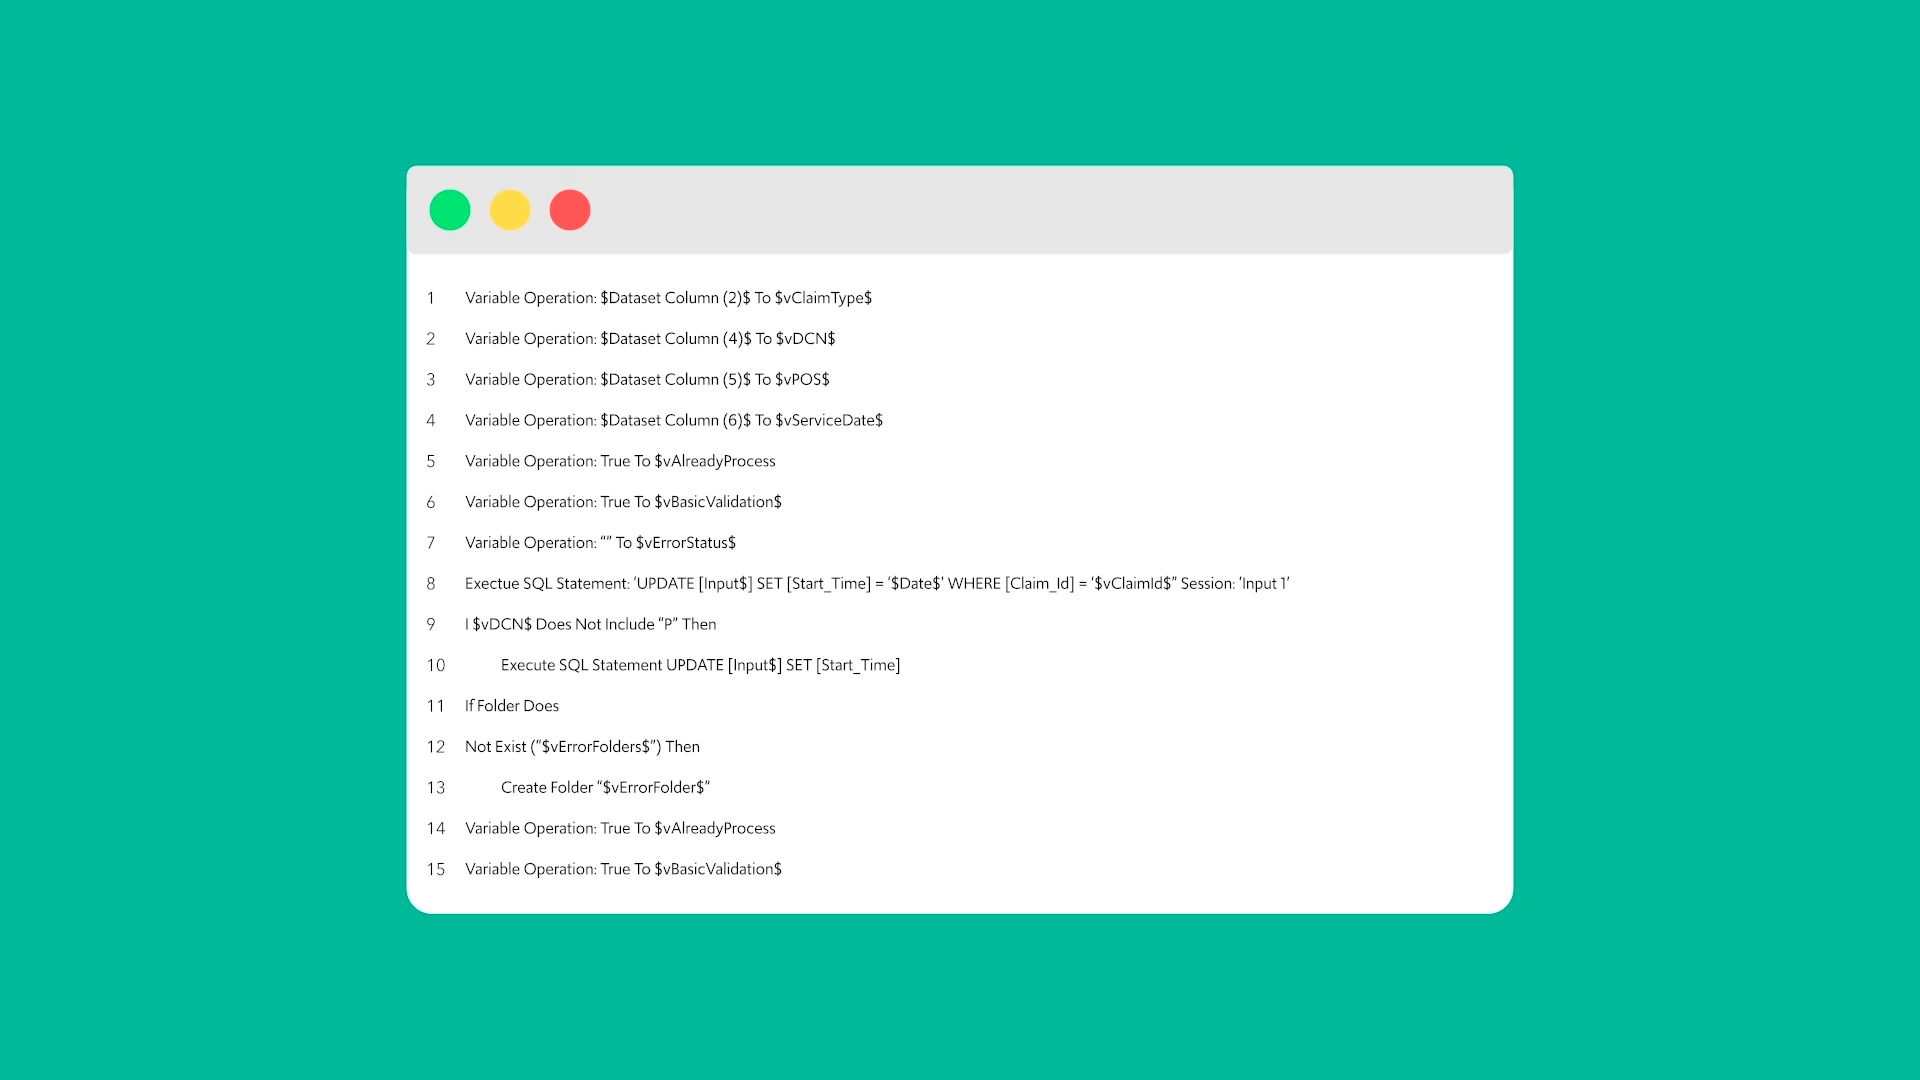 1 Variable Operation: $Dataset Column (2)$ To $vClaimType$
2 Variable Operation: $Dataset Column (4)$ To $vDCN$
3 Variable Operation: $Dataset Column (5)$ To $vPOS$
4 Variable Operation: $Dataset Column (6)$ To $vServiceDate$
5 Variable Operation: True To $vAlreadyProcess
6 Variable Operation: True To $vBasicValidation$
7 Variable Operation: “” To $vErrorStatus$
8 Exectue SQL Statement: ‘UPDATE [Input$] SET [Start_Time] = ‘$Date$’ WHERE [Claim_Id] = ‘$vClaimId$” Session: ‘Input 1’
9 I $vDCN$ Does Not Include “P” Then
10 Execute SQL Statement UPDATE [Input$] SET [Start_Time]
11 If Folder Does
12 Not Exist (“$vErrorFolders$”) Then
13 Create Folder “$vErrorFolder$”
14 Variable Operation: True To $vAlreadyProcess
15 Variable Operation: True To $vBasicValidation$